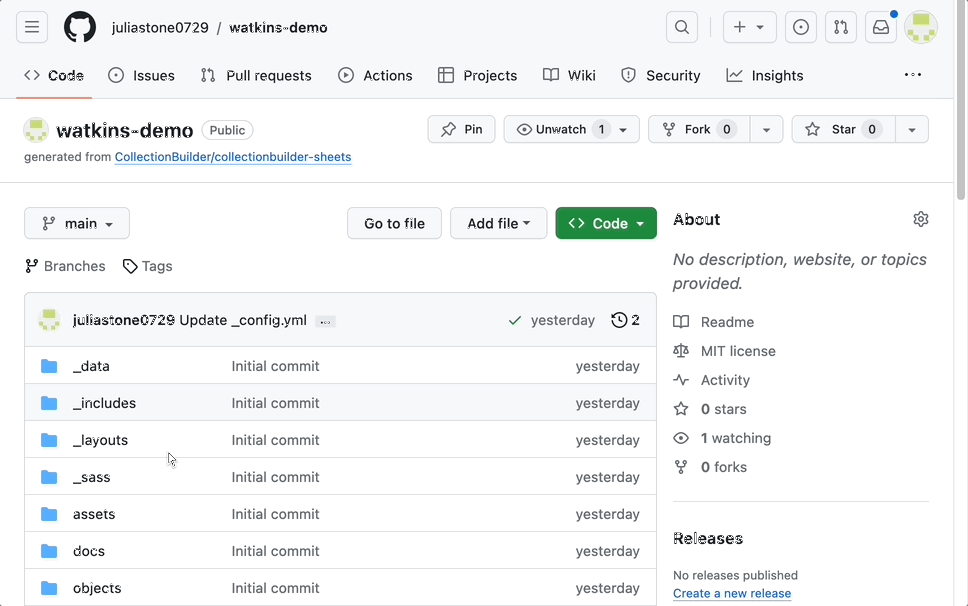 juliastone0729 / watkins-demo
Code Issues Pull requests Actions Projects Wiki Security Insights ...
watkins-demo Public Pin Unwatch 1 Fork 0 Star 0
generated from CollectionBuilder/collectionbuilder-sheets
main Go to file Add file Code About
No description, website, or topics
provided.
Branches Tags
juliastone0729 Update _config.yml ... yesterday 2
Readme
MIT license
Activity
0 stars
1 watching
0 forks
_data Initial commit yesterday
_includes Initial commit yesterday
_layouts Initial commit yesterday
_sass Initial commit yesterday
assets Initial commit yesterday
docs Initial commit yesterday
objects Initial commit yesterday
Releases
No releases published
Create a new release